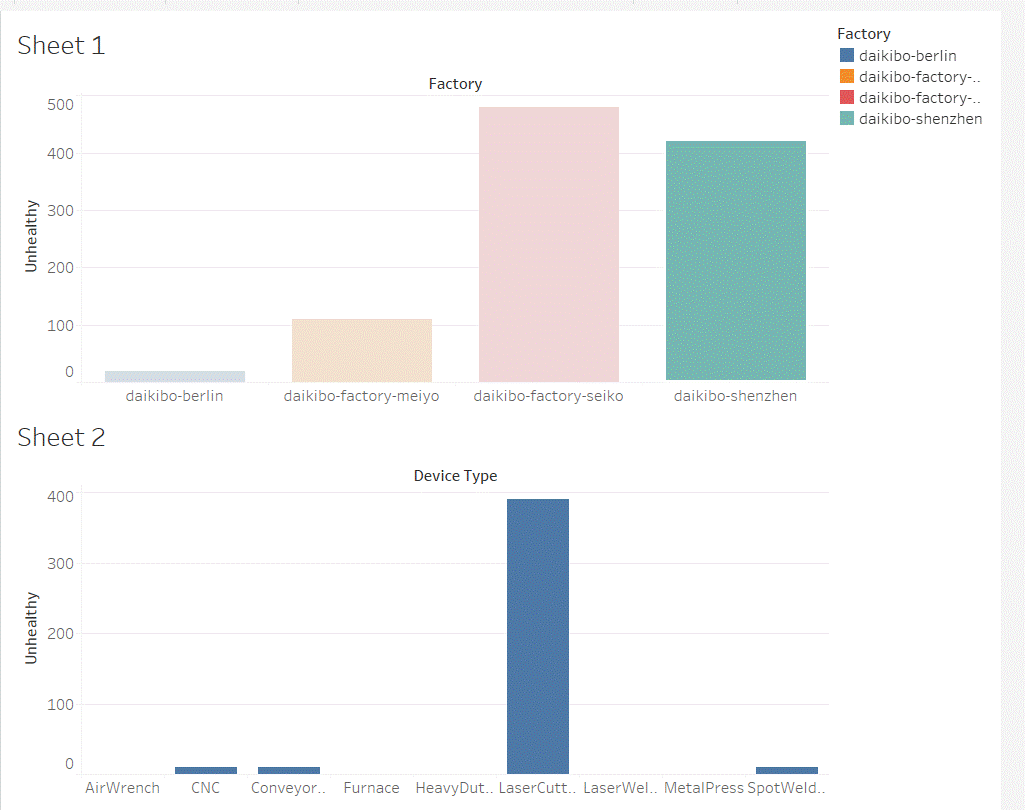 Sheet 1
Factory
Unhealthy
500
400
300
200
100
0
daikibo-berlin
daikibo-factory-meiyo
daikibo-factory-seiko
daikibo-shenzhen
Factory
daikibo-berlin
daikibo-factory-..
daikibo-factory-..
daikibo-shenzhen
Sheet 2
Device Type
Unhealthy
400
300
200
100
0
AirWrench
CNC
Conveyor..
Furnace
HeavyDut..
LaserCutt..
LaserWel..
MetalPress
SpotWeld..